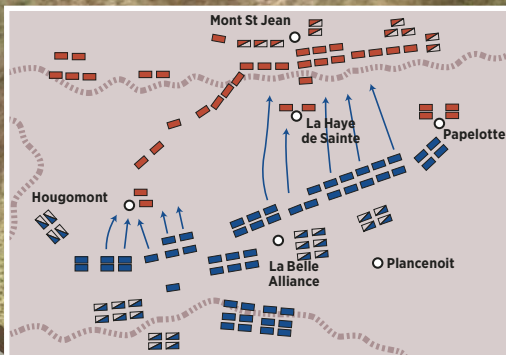 Mont St Jean
La Haye
de Sainte
Papelotte
Hougomont
La Belle
Alliance
Plancenoit